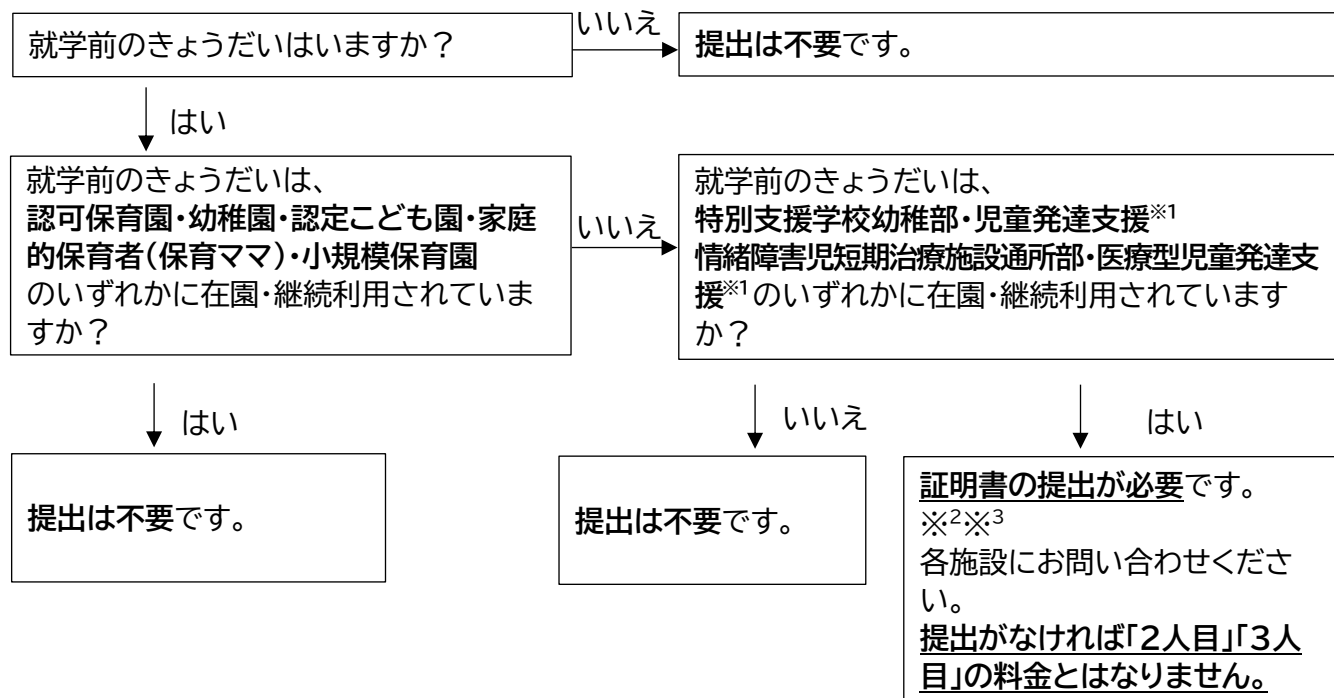 就学前のきょうだいはいますか？
いいえ
提出は不要です。
はい
就学前のきょうだいは、
認可保育園・幼稚園・認定こども園・家庭
的保育者(保育ママ)・小規模保育園
のいずれかに在園・継続利用されていま
すか？
いいえ
就学前のきょうだいは、
特別支援学校幼稚部・児童発達支援※1
情緒障害児短期治療施設通所部・医療型児童発達支
援※1のいずれかに在園・継続利用されています
か？
はい
いいえ
はい
提出は不要です。
提出は不要です。
証明書の提出が必要です。
※2※3
各施設にお問い合わせくださ
い。
提出がなければ「２人目」「３人
目」の料金とはなりません。